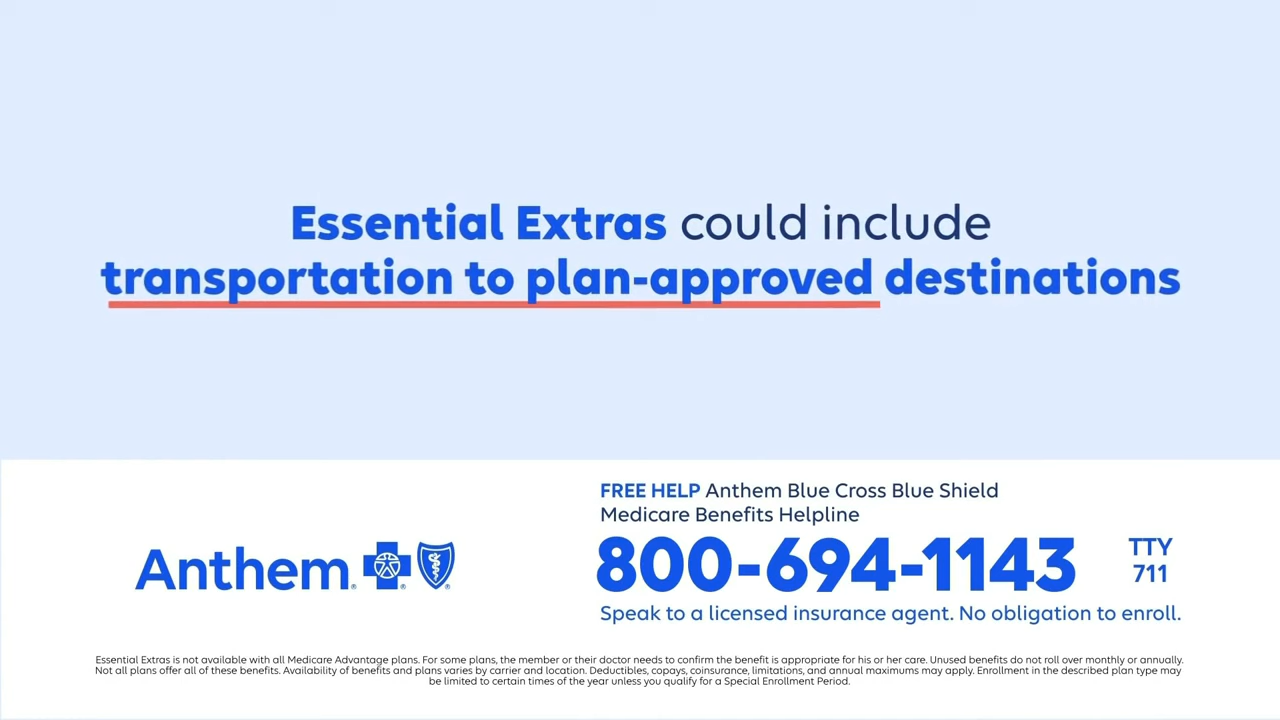 Essential Extras could include
transportation to plan-approved destinations
FREE HELP Anthem Blue Cross Blue Shield
Medicare Benefits Helpline
800-694-1143
TTY
711
Speak to a licensed insurance agent. No obligation to enroll.
Anthem®
Essential Extras is not available with all Medicare Advantage plans. For some plans, the member or their doctor needs to confirm the benefit is appropriate for his or her care. Unused benefits do not roll over monthly or annually.
Not all plans offer all of these benefits. Availability of benefits and plans varies by carrier and location. Deductibles, copays, coinsurance, limitations, and annual maximums may apply. Enrollment in the described plan type may
be limited to certain times of the year unless you qualify for a Special Enrollment Period.